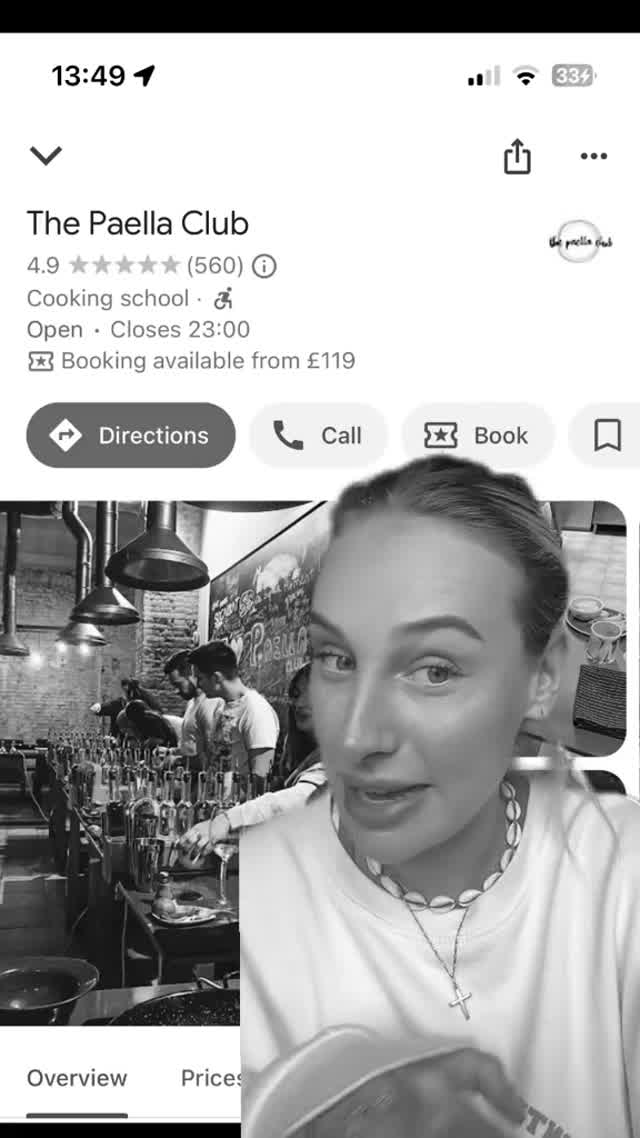 13:49
33
The Paella Club
the paella club
4.9 (560)
Cooking school ·
Open · Closes 23:00
Booking available from £119
Directions
Call
Book
Paella
Overview
Prices